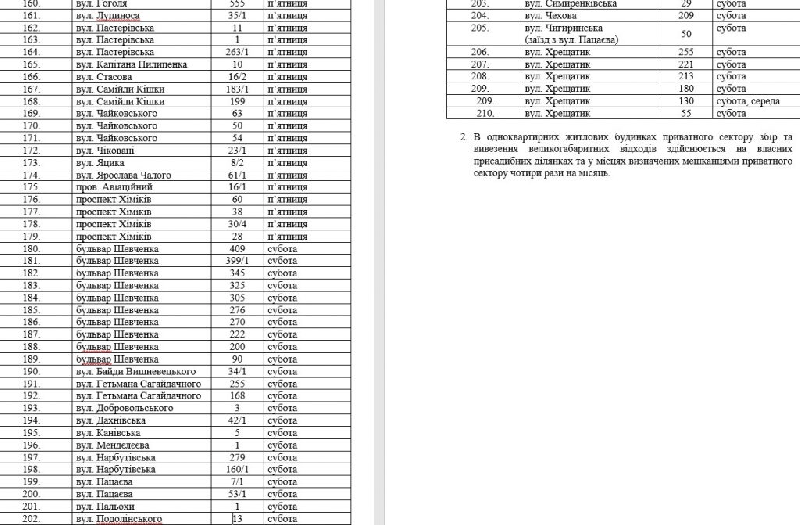 160. вул. Гоголя 555 п’ятниця
161. вул. Луценоса 35/1 п’ятниця
162. вул. Пастерівська 11 п’ятниця
163. вул. Пастерівська 1 п’ятниця
164. вул. Пастерівська 263/1 п’ятниця
165. вул. Капітана Пилипенка 10 п’ятниця
166. вул. Стасова 16/2 п’ятниця
167. вул. Самійли Кішки 183/1 п’ятниця
168. вул. Самійли Кішки 199 п’ятниця
169. вул. Чайковського 63 п’ятниця
170. вул. Чайковського 50 п’ятниця
171. вул. Чайковського 54 п’ятниця
172. вул. Чіковані 23/1 п’ятниця
173. вул. Яцика 8/2 п’ятниця
174. вул. Ярослава Чалого 61/1 п’ятниця
175 пров. Авіаційний 16/1 п’ятниця
176. проспект Хіміків 60 п’ятниця
177. проспект Хіміків 38 п’ятниця
178. проспект Хіміків 30/4 п’ятниця
179. проспект Хіміків 28 п’ятниця
180. бульвар Шевченка 409 субота
181. бульвар Шевченка 399/1 субота
182 бульвар Шевченка 345 субота
183. бульвар Шевченка 325 субота
184. бульвар Шевченка 305 субота
185. бульвар Шевченка 276 субота
186. бульвар Шевченка 270 субота
187. бульвар Шевченка 222 субота
188. бульвар Шевченка 200 субота
189. бульвар Шевченка 90 субота
190. вул. Байди Вишневецького 34/1 субота
191. вул. Гетьмана Сагайдачного 255 субота
192. вул. Гетьмана Сагайдачного 168 субота
193. вул. Добровольського 3 субота
194. вул. Дахнівська 42/1 субота
195. вул. Канівська 5 субота
196. вул. Менделеєва 1 субота
197. вул. Нарбутівська 279 субота
198. вул. Нарбутівська 160/1 субота
199. вул. Пацаєва 7/1 субота
200. вул. Пацаєва 53/1 субота
201. вул. Пальохи 1 субота
202. вул. Подолінського 13 субота
203. вул. Симиренківська 29 субота
204. вул. Чехова 209 субота
205. вул. Чигиринська 50 субота
(заїзд з вул. Пацаєва)
206. вул. Хрещатик 255 субота
207. вул. Хрещатик 221 субота
208 вул. Хрещатик 213 субота
209. вул. Хрещатик 180 субота
209 вул. Хрещатик 130 субота, середа
210. вул. Хрещатик 55 субота
2. В одноквартирних житлових будинках приватного сектору збір та
вивезення великогабаритних відходів здійснюється на власних
присадибних ділянках та у місцях визначених мешканцями приватного
сектору чотири рази на місяць.